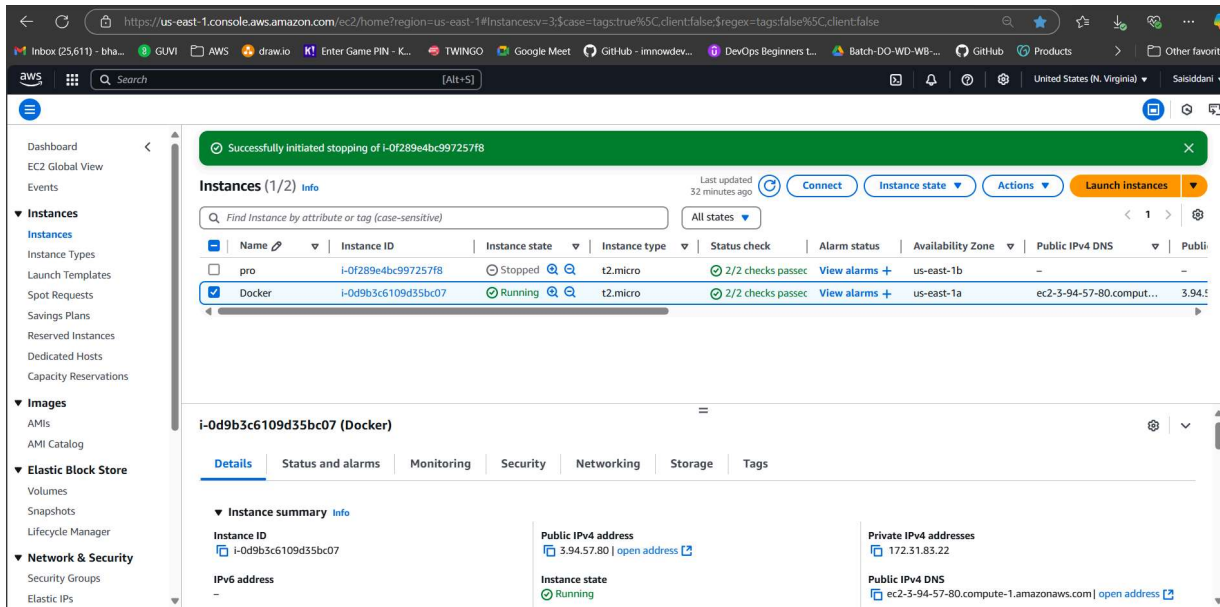 https://us-east-1.console.aws.amazon.com/ec2/home?region=us-east-1#Instances:v=3;$case=tags:true%5C,client:false;$regex=tags:false%5C,client:false
Inbox (25,611) - bha... GUVI AWS draw.io Enter Game PIN - K... TWINGO Google Meet GitHub - imnowdev... DevOps Beginners t... Batch-DO-WD-WB-... GitHub Products Other favorit
aws Search [Alt+S] United States (N. Virginia) Saisiddani
Dashboard
EC2 Global View
Events
Instances
Instances
Instance Types
Launch Templates
Spot Requests
Savings Plans
Reserved Instances
Dedicated Hosts
Capacity Reservations
Images
AMIs
AMI Catalog
Elastic Block Store
Volumes
Snapshots
Lifecycle Manager
Network & Security
Security Groups
Elastic IPs
Successfully initiated stopping of i-0f289e4bc997257f8
Instances (1/2) Info Last updated 32 minutes ago Connect Instance state Actions Launch instances
Find Instance by attribute or tag (case-sensitive) All states 1
Name Instance ID Instance state Instance type Status check Alarm status Availability Zone Public IPv4 DNS Publi
pro i-0f289e4bc997257f8 Stopped t2.micro 2/2 checks passec View alarms + us-east-1b – –
Docker i-0d9b3c6109d35bc07 Running t2.micro 2/2 checks passec View alarms + us-east-1a ec2-3-94-57-80.comput... 3.94.5
i-0d9b3c6109d35bc07 (Docker)
Details Status and alarms Monitoring Security Networking Storage Tags
Instance summary Info
Instance ID Public IPv4 address Private IPv4 addresses
i-0d9b3c6109d35bc07 3.94.57.80 | open address 172.31.83.22
IPv6 address Instance state Public IPv4 DNS
– Running ec2-3-94-57-80.compute-1.amazonaws.com | open address